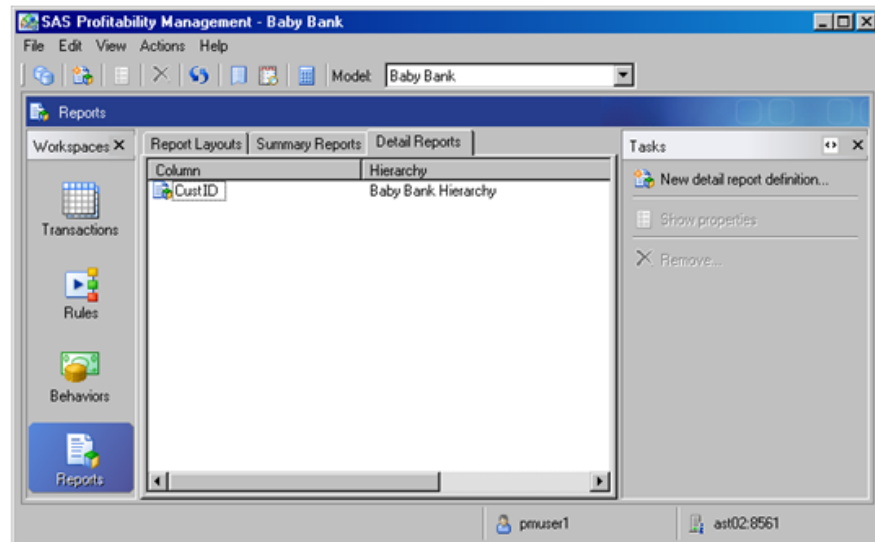 SAS Profitability Management - Baby Bank
File Edit View Actions Help
Model: Baby Bank
Reports
Workspaces
Transactions
Rules
Behaviors
Reports
Report Layouts Summary Reports Detail Reports
Column Hierarchy
CustID Baby Bank Hierarchy
Tasks
New detail report definition...
Show properties
Remove...
pmuser1 ast02:8561